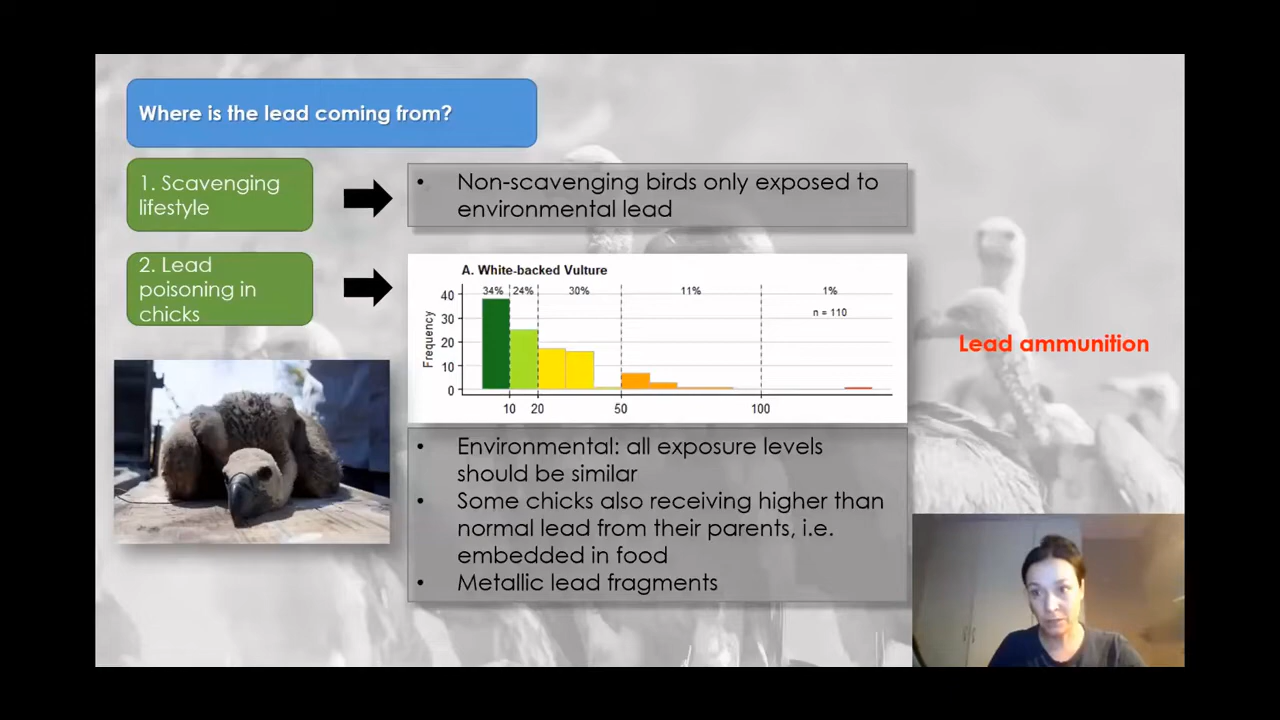 Where is the lead coming from?
1. Scavenging
lifestyle
• Non-scavenging birds only exposed to
environmental lead
2. Lead
poisoning in
chicks
A. White-backed Vulture
34% 24% 30% 11% 1%
n = 110
Frequency
40
30
20
10
0
10 20 50 100
Lead ammunition
• Environmental: all exposure levels
should be similar
• Some chicks also receiving higher than
normal lead from their parents, i.e.
embedded in food
• Metallic lead fragments